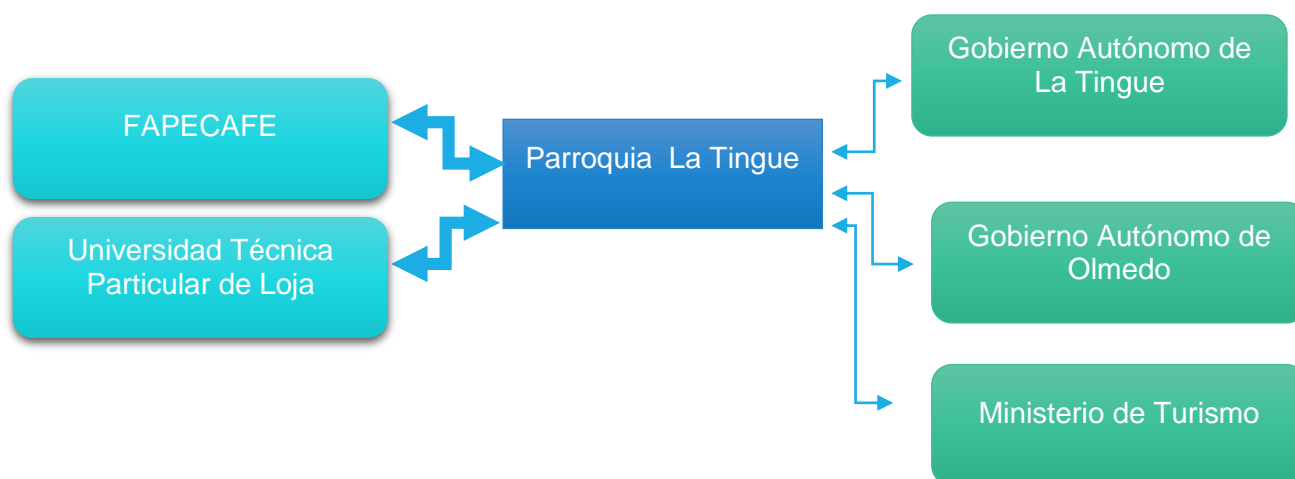 FAPECAFE
Universidad Técnica
Particular de Loja
Parroquia La Tingue
Gobierno Autónomo de
La Tingue
Gobierno Autónomo de
Olmedo
Ministerio de Turismo